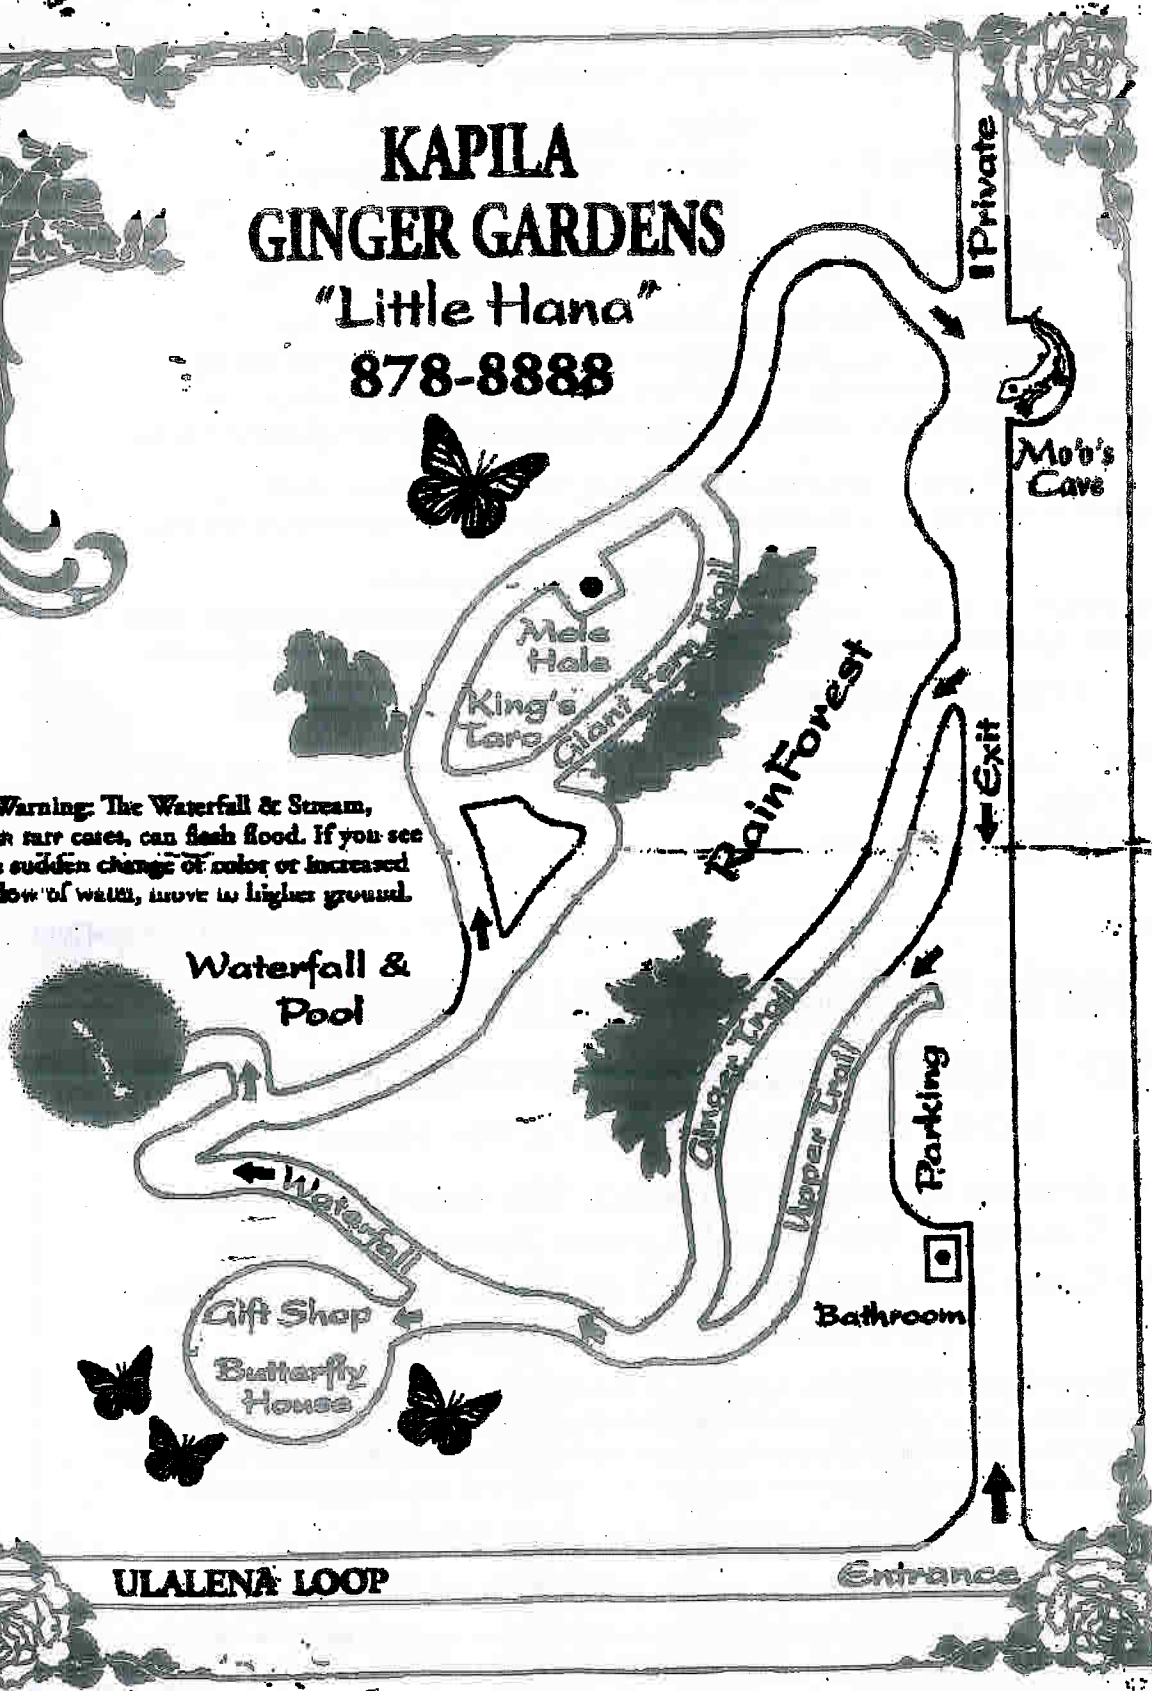 KAPILA
GINGER GARDENS
"Little Hana"
878-8888
Private
Mo'o's
Cave
Mele
Hale
King's
Taro
Giant Fern Trail
RainForest
Exit
Warning: The Waterfall & Stream,
rare cases, can flash flood. If you see
sudden change of color or increased
of water, move to higher ground.
Waterfall &
Pool
Ginger Trail
Upper Trail
Parking
Waterfall
Bathroom
Gift Shop
Butterfly
House
ULALENA LOOP
Entrance